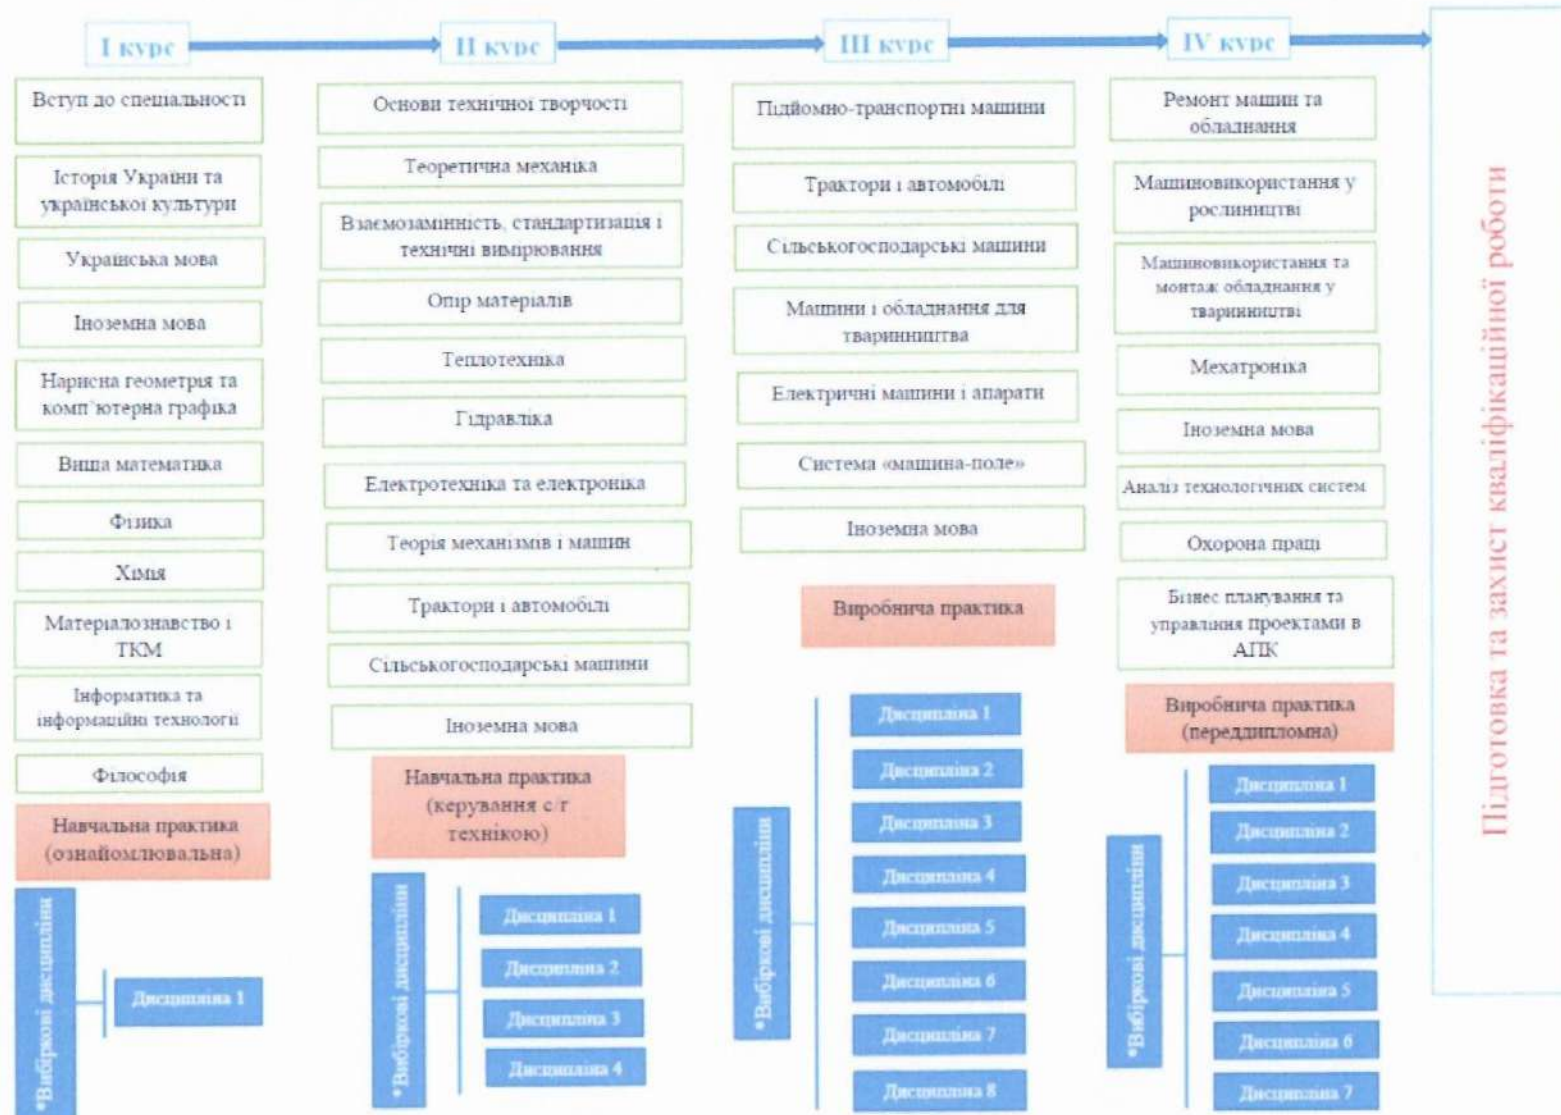 I курс
II курс
III курс
IV курс
Вступ до спеціальності
Історія України та
української культури
Українська мова
Іноземна мова
Нарисна геометрія та
комп`ютерна графіка
Вища математика
Фізика
Хімія
Матеріалознавство і
ТКМ
Інформатика та
інформаційні технології
Філософія
Навчальна практика
(ознайомлювальна)
*Вибіркові дисципліни
Дисципліна 1
Основи технічної творчості
Теоретична механіка
Взаємозамінність, стандартизація і
технічні вимірювання
Опір матеріалів
Теплотехніка
Гідравліка
Електротехніка та електроніка
Теорія механізмів і машин
Трактори і автомобілі
Сільськогосподарські машини
Іноземна мова
Навчальна практика
(керування с/г
технікою)
*Вибіркові дисципліни
Дисципліна 1
Дисципліна 2
Дисципліна 3
Дисципліна 4
Підйомно-транспортні машини
Трактори і автомобілі
Сільськогосподарські машини
Машини і обладнання для
тваринництва
Електричні машини і апарати
Система «машина-поле»
Іноземна мова
Виробнича практика
*Вибіркові дисципліни
Дисципліна 1
Дисципліна 2
Дисципліна 3
Дисципліна 4
Дисципліна 5
Дисципліна 6
Дисципліна 7
Дисципліна 8
Ремонт машин та
обладнання
Машиновикористання у
рослинництві
Машиновикористання та
монтаж обладнання у
тваринництві
Мехатроніка
Іноземна мова
Аналіз технологічних систем
Охорона праці
Бізнес планування та
управління проектами в
АПК
Виробнича практика
(переддипломна)
*Вибіркові дисципліни
Дисципліна 1
Дисципліна 2
Дисципліна 3
Дисципліна 4
Дисципліна 5
Дисципліна 6
Дисципліна 7
Підготовка та захист кваліфікаційної роботи